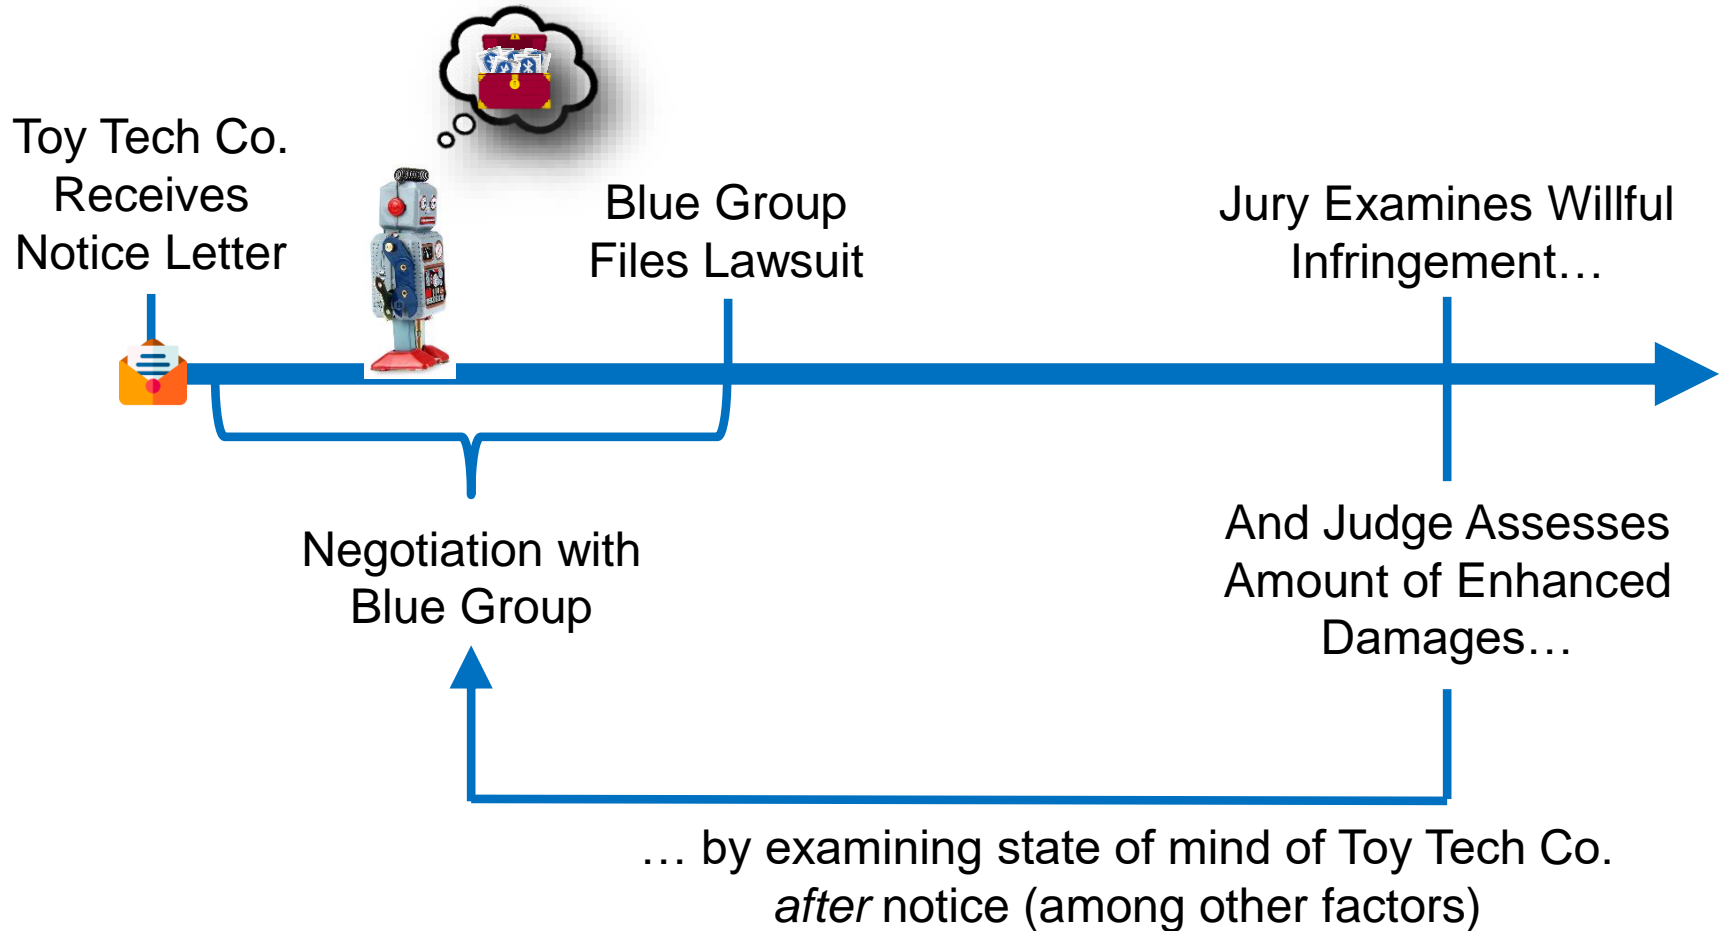 Toy Tech Co.
Receives
Notice Letter
Blue Group
Files Lawsuit
Jury Examines Willful
Infringement…
Negotiation with
Blue Group
And Judge Assesses
Amount of Enhanced
Damages…
… by examining state of mind of Toy Tech Co.
after notice (among other factors)